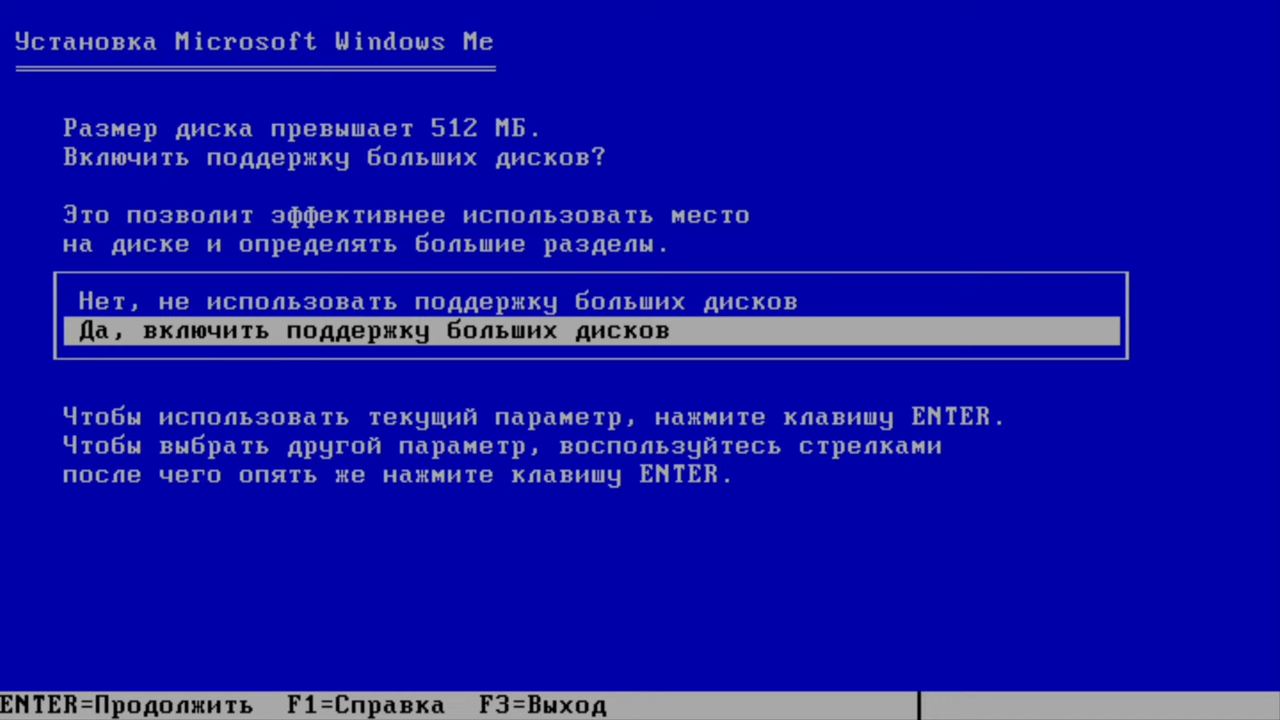 Установка Microsoft Windows Me
Размер диска превышает 512 МБ.
Включить поддержку больших дисков?
Это позволит эффективнее использовать место
на диске и определять большие разделы.
Нет, не использовать поддержку больших дисков
Да, включить поддержку больших дисков
Чтобы использовать текущий параметр, нажмите клавишу ENTER.
Чтобы выбрать другой параметр, воспользуйтесь стрелками
после чего опять же нажмите клавишу ENTER.
ENTER=Продолжить F1=Справка F3=Выход